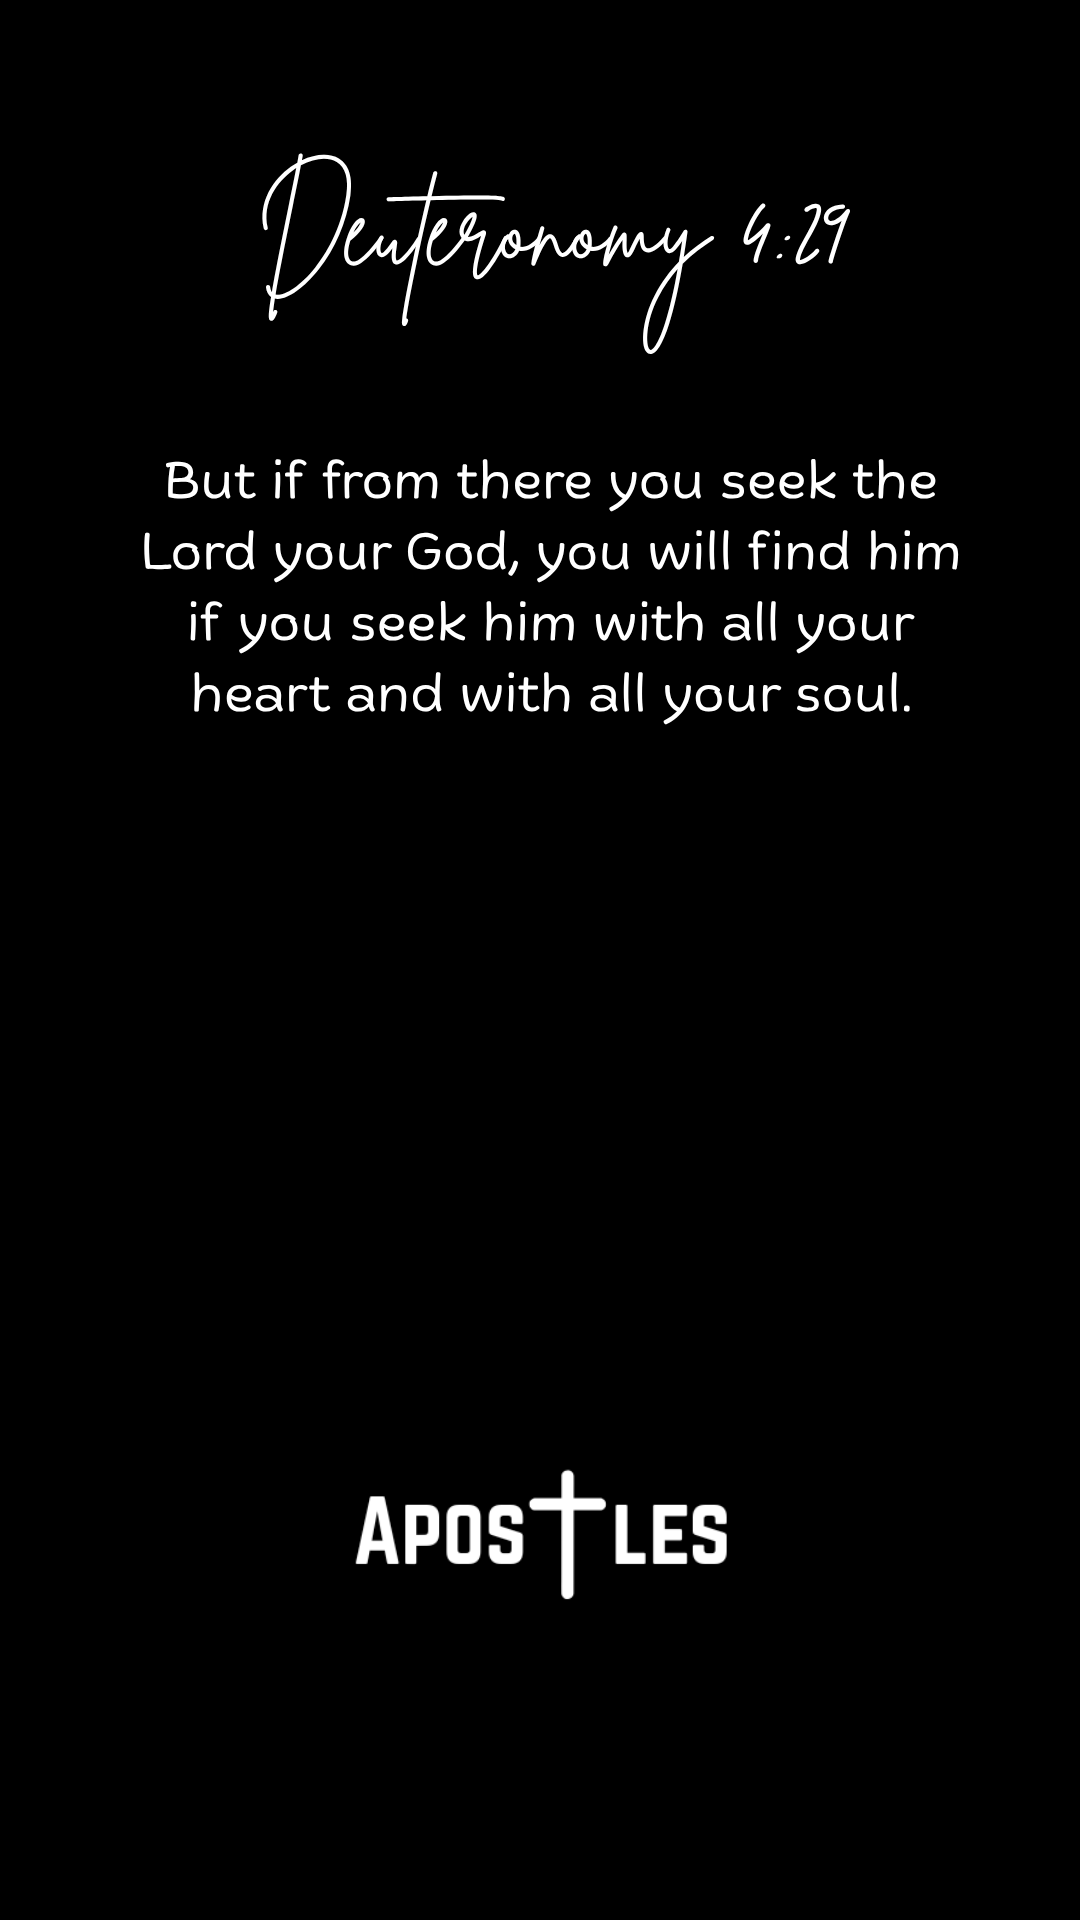 Deuteronomy 4:29
But if from there you seek the
Lord your God, you will find him
if you seek him with all your
heart and with all your soul.
Apostles